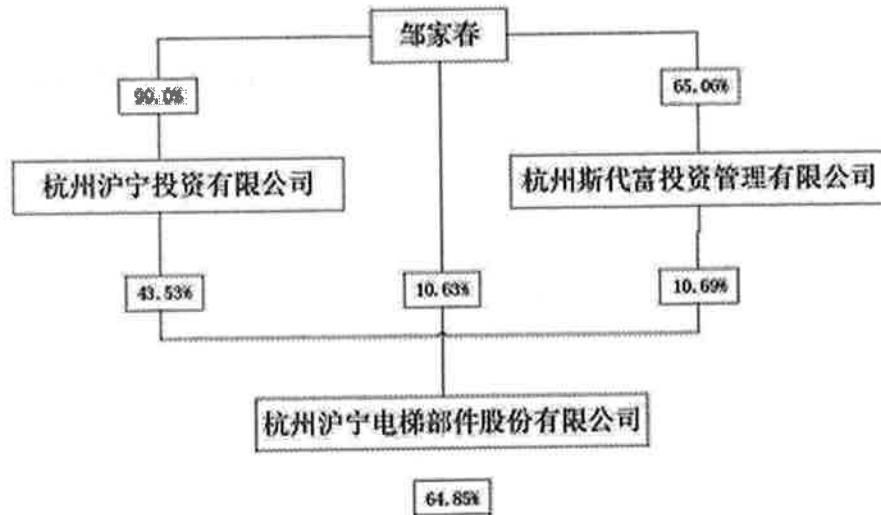 邹家春
90.0%
65.06%
杭州沪宁投资有限公司
杭州斯代富投资管理有限公司
43.53%
10.63%
10.69%
杭州沪宁电梯部件股份有限公司
64.85%